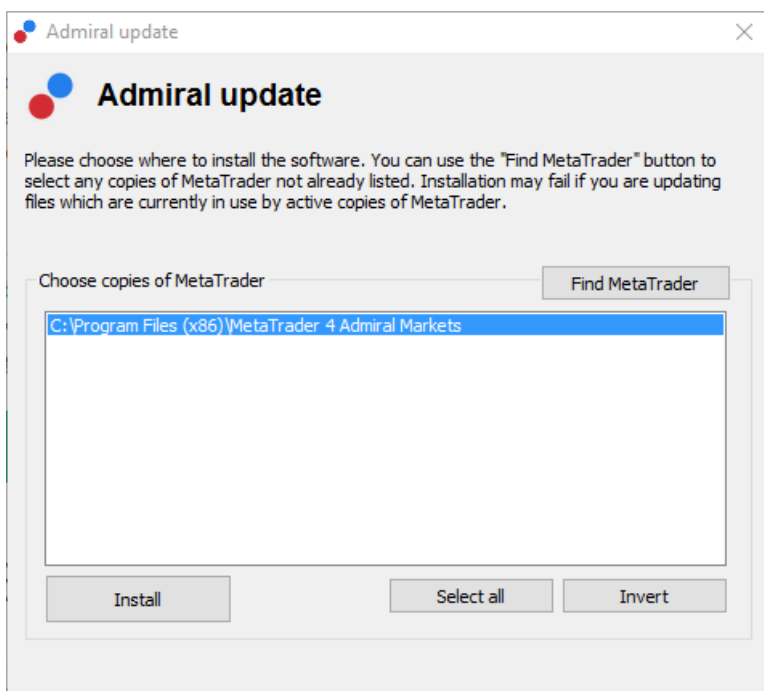 Admiral update
Admiral update
Please choose where to install the software. You can use the "Find MetaTrader" button to
select any copies of MetaTrader not already listed. Installation may fail if you are updating
files which are currently in use by active copies of MetaTrader.
Choose copies of MetaTrader
Find MetaTrader
C:\Program Files (x86)\MetaTrader 4 Admiral Markets
Install
Select all
Invert